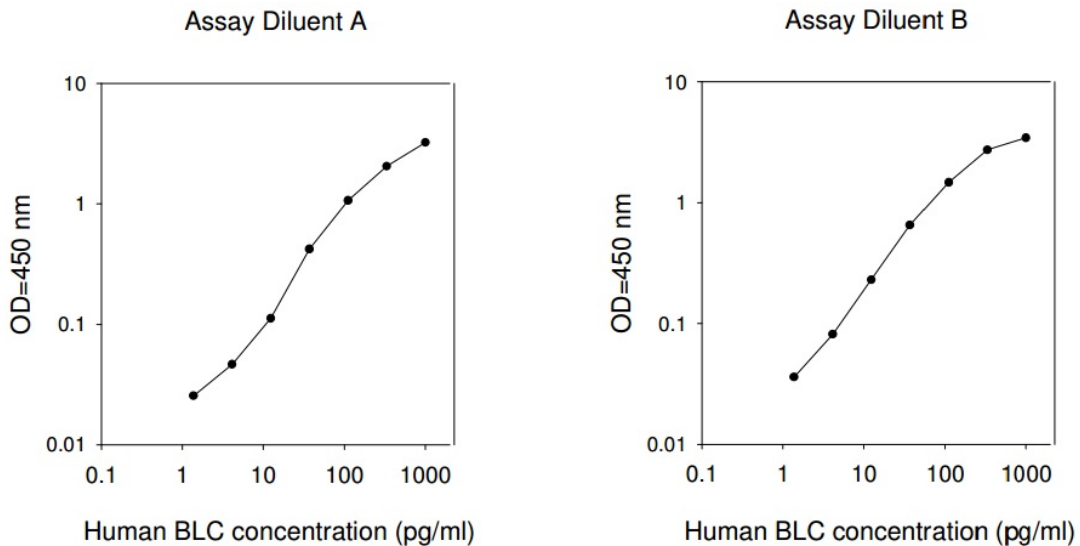 Assay Diluent A
10
1
0.1
0.01
0.1 1 10 100 1000
OD=450 nm
Human BLC concentration (pg/ml)
Assay Diluent B
10
1
0.1
0.01
0.1 1 10 100 1000
OD=450 nm
Human BLC concentration (pg/ml)